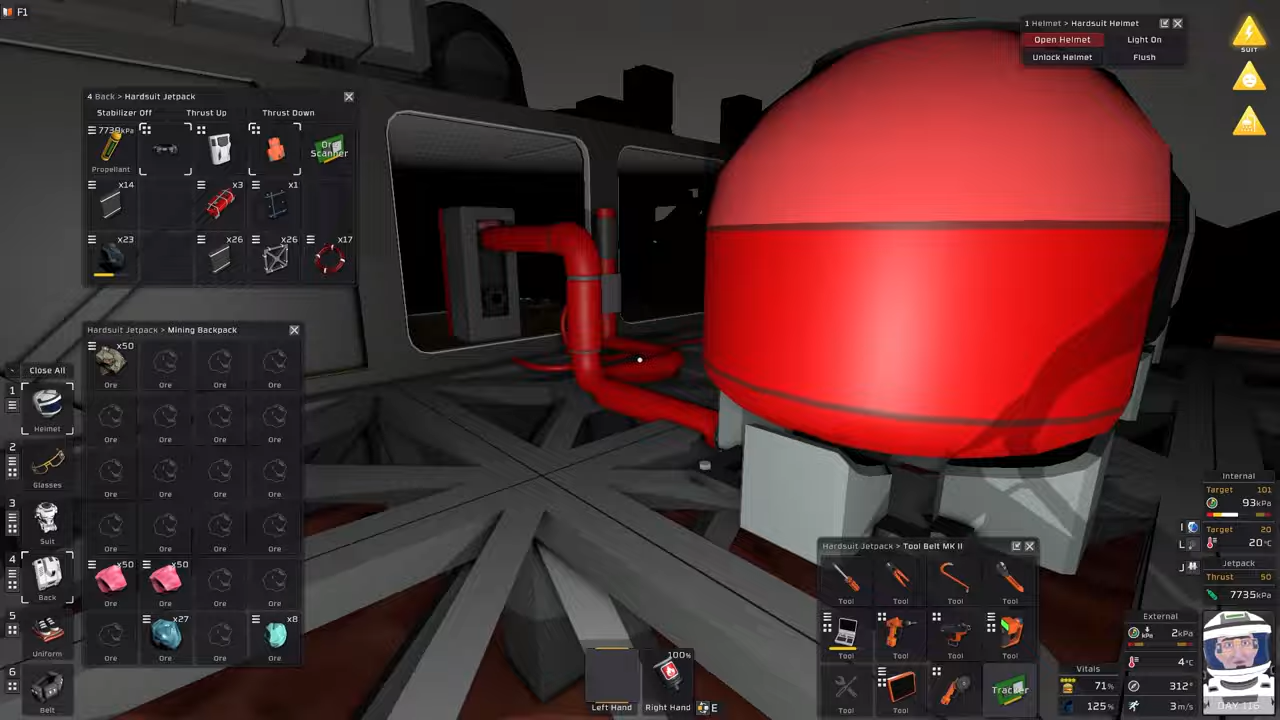 F1
1 Helmet > Hardsuit Helmet
Open Helmet
Light On
Unlock Helmet
Flush
SUIT
4 Back > Hardsuit Jetpack
Stabilizer Off
Thrust Up
Thrust Down
Propellant
Ore Scanner
x14
x3
x1
x23
x26
x26
x17
Hardsuit Jetpack > Mining Backpack
x50
Ore Ore Ore Ore
Ore Ore Ore Ore
Ore Ore Ore Ore
Ore Ore Ore Ore
x50 x50
Ore Ore Ore Ore
x27 x8
Ore Ore Ore Ore
Close All
1
Helmet
2
Glasses
3
Suit
4
Back
5
Uniform
6
Belt
Hardsuit Jetpack > Tool Belt MK II
Tool Tool Tool Tool
Tool Tool Tool Tool
Tool Tool Tool
Tracker
100%
Left Hand
Right Hand
E
Internal
Target 101
93kPa
Target 20
20°C
Jetpack
Thrust 50
7735kPa
External
2kPa
4°C
312°
3m/s
Vitals
71%
125%
DAY 116